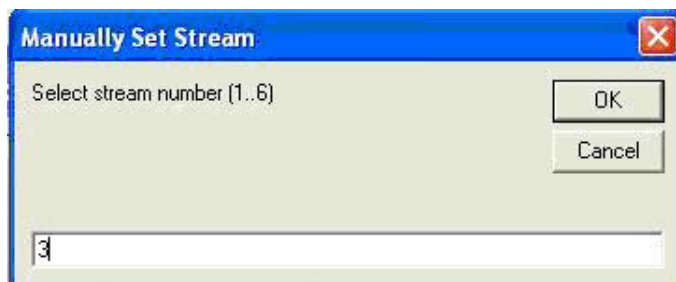 Manually Set Stream
Select stream number (1..6)
OK
Cancel
3